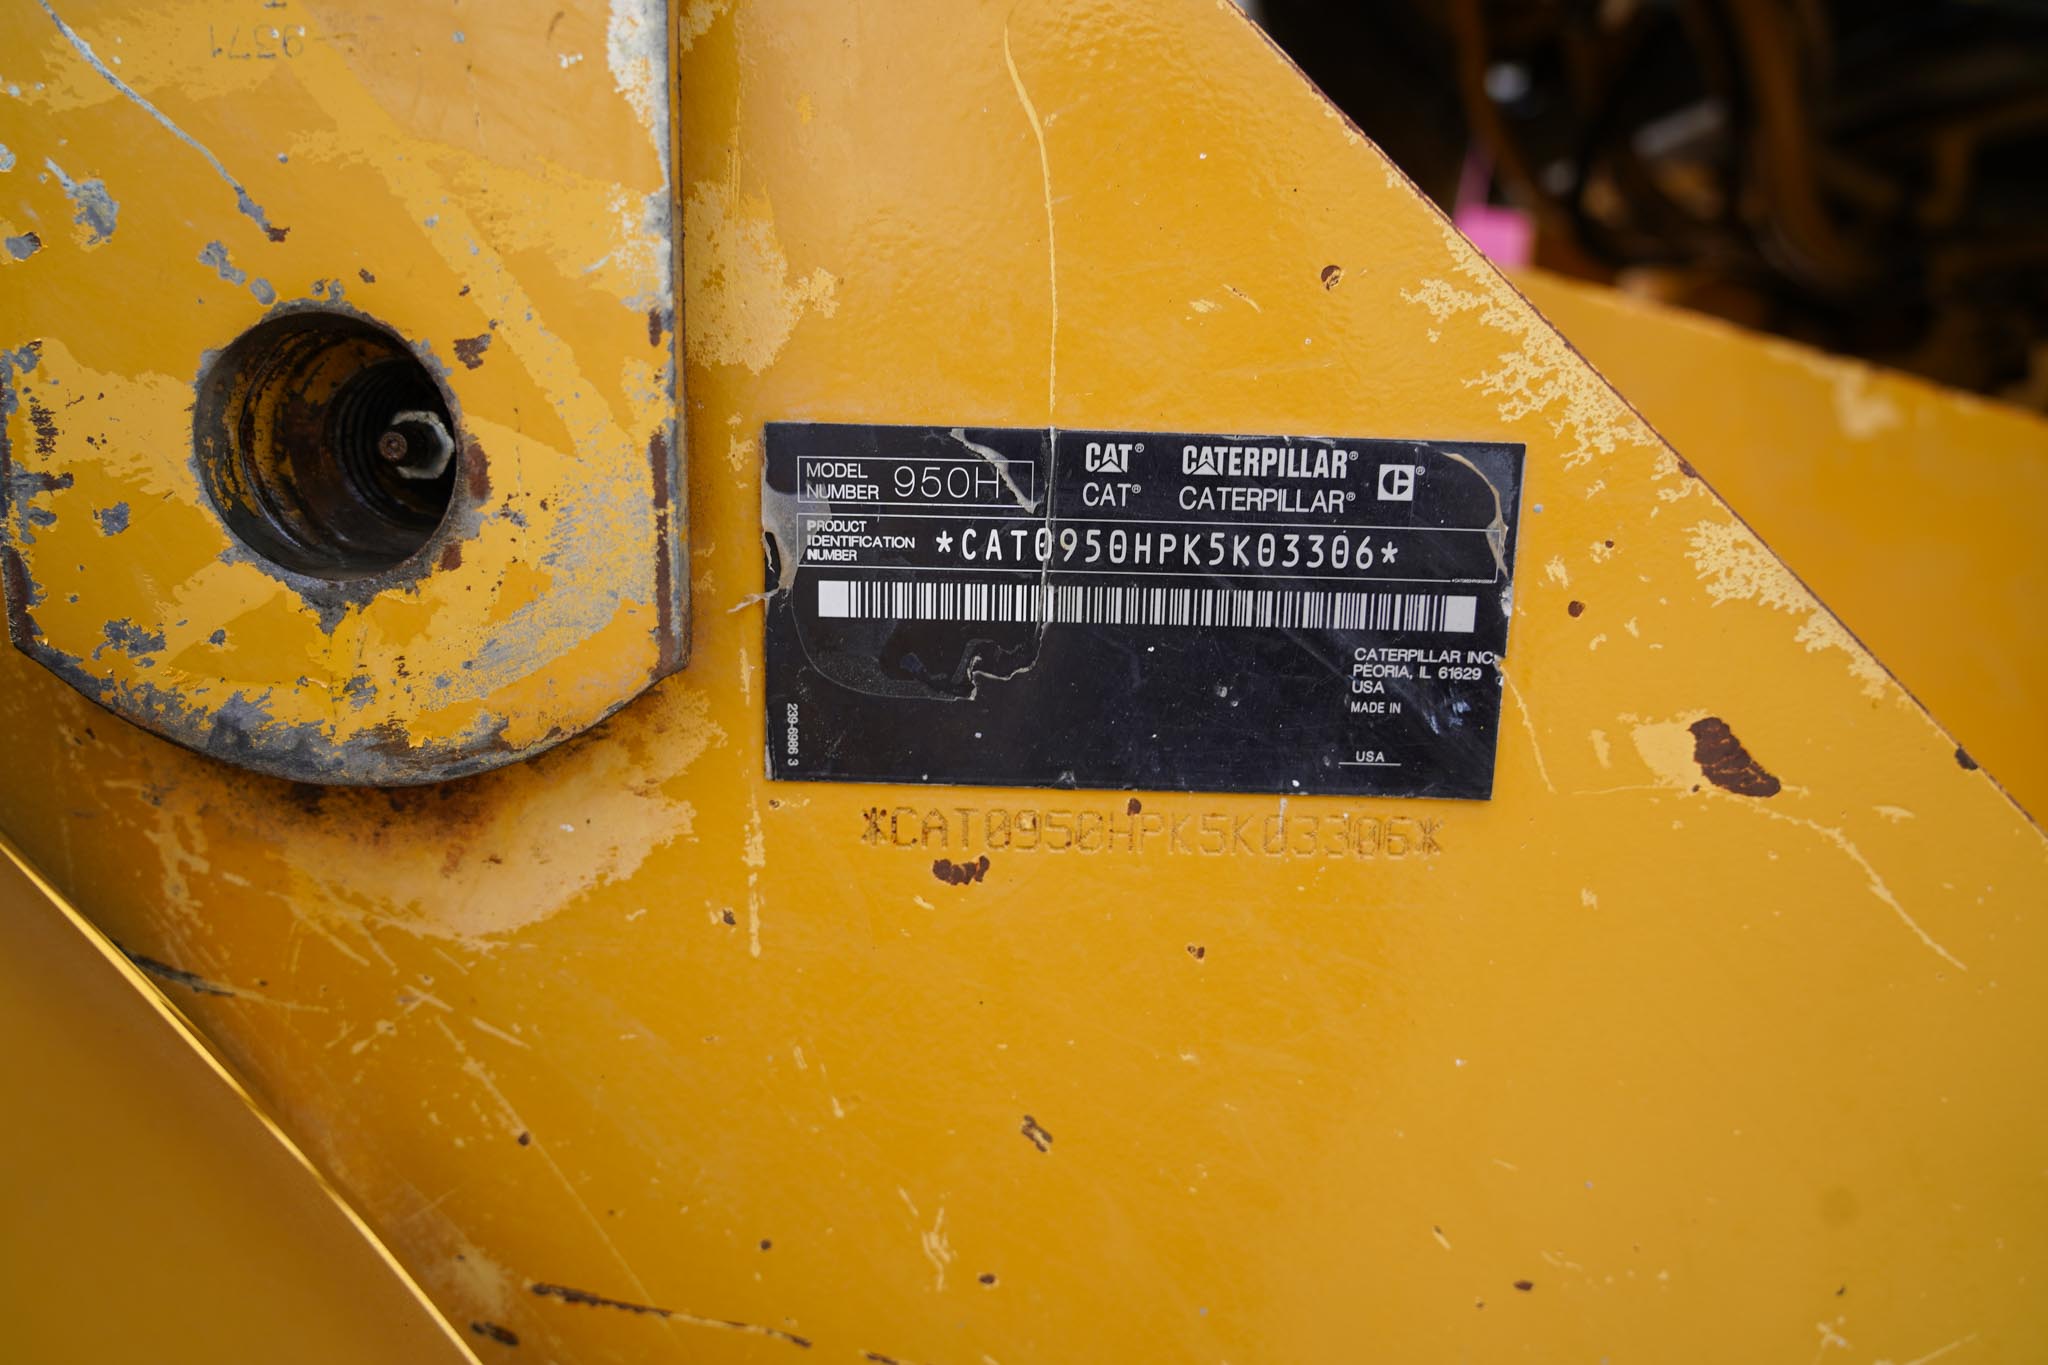 MODEL NUMBER 950H
CAT® CATERPILLAR®
CAT® CATERPILLAR®
PRODUCT IDENTIFICATION NUMBER *CAT0950HPK5K03306*
CATERPILLAR INC.
PEORIA, IL 61629
USA
MADE IN
USA
239-6986 3
*CAT0950HPK5K03306*
9371